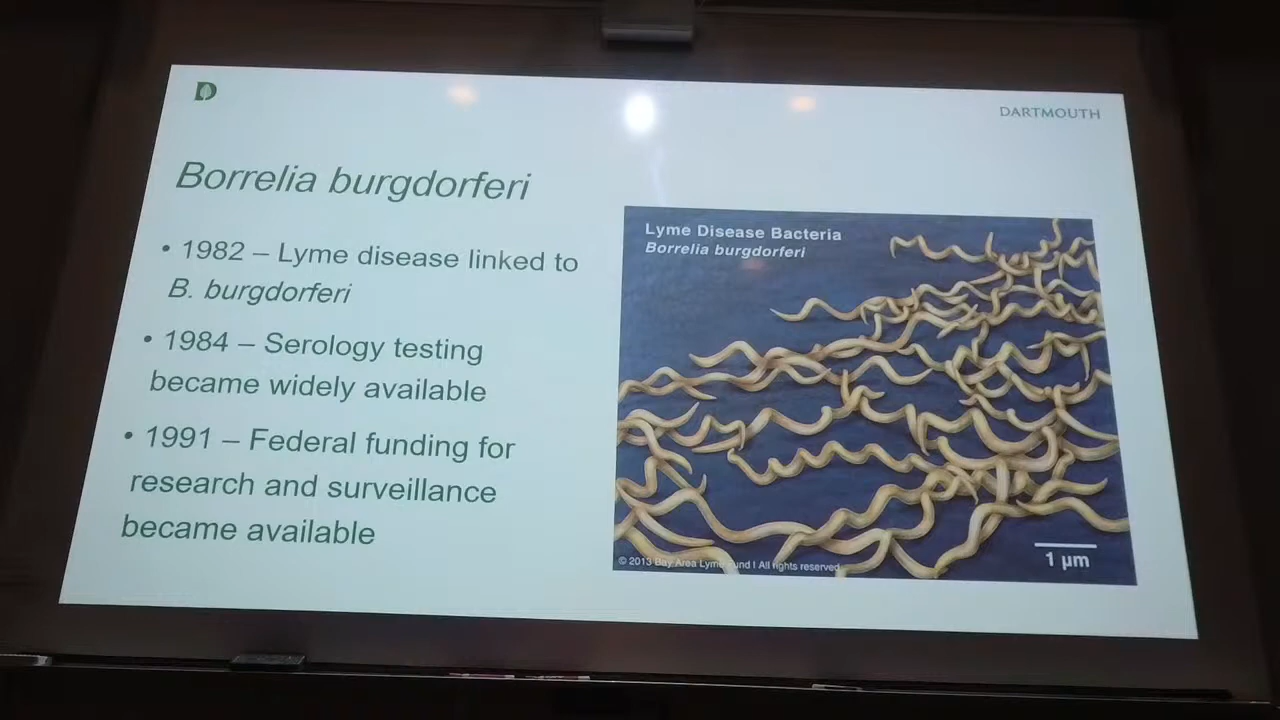 D
DARTMOUTH
Borrelia burgdorferi
• 1982 – Lyme disease linked to
B. burgdorferi
• 1984 – Serology testing
became widely available
• 1991 – Federal funding for
research and surveillance
became available
Lyme Disease Bacteria
Borrelia burgdorferi
© 2013 Bay Area Lyme Fund | All rights reserved
1 µm